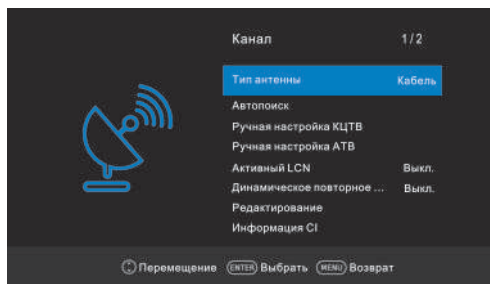 Канал 1/2
Тип антенны Кабель
Автопоиск
Ручная настройка КЦТВ
Ручная настройка АТВ
Активный LCN Выкл.
Динамическое повторное ... Выкл.
Редактирование
Информация CI
Перемещение ENTER Выбрать MENU Возврат